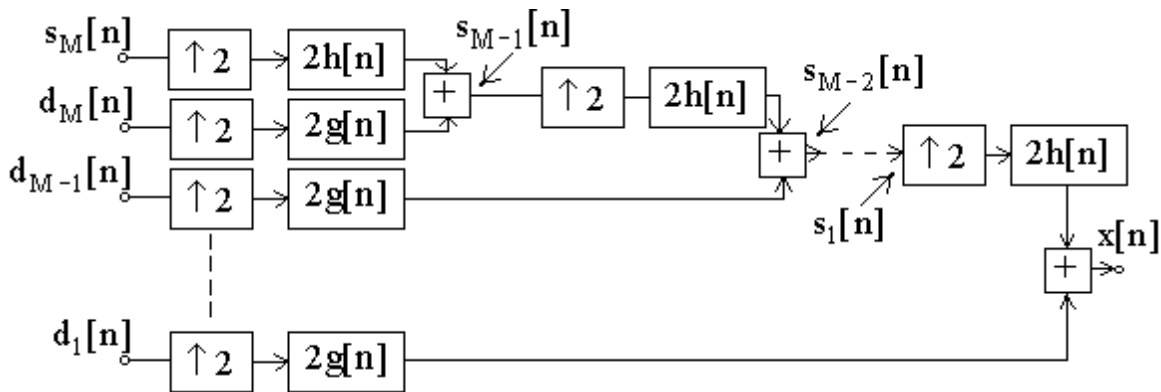 s_M[n] ↑2 2h[n] + s_{M-1}[n] ↑2 2h[n] s_{M-2}[n]
d_M[n] ↑2 2g[n] + ↑2 2h[n]
d_{M-1}[n] ↑2 2g[n] s_1[n] x[n]
+
d_1[n] ↑2 2g[n]